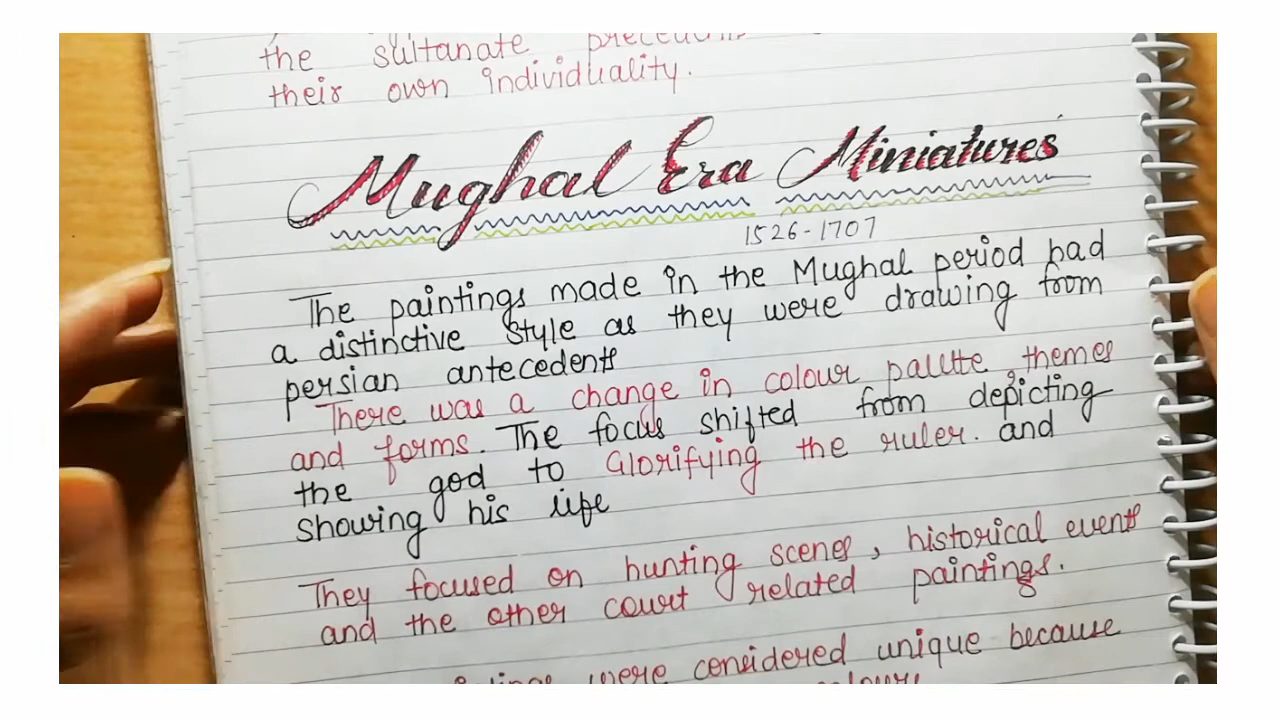 the sultanate
their own individuality.
Mughal Era Miniatures
1526-1707
The paintings made in the Mughal period had
a distinctive style as they were drawing from
persian antecedents
There was a change in colour pallte, themes
and forms. The focus shifted from depicting
the god to Glorifying the ruler. and
showing his life
They focused on hunting scenes, historical events
and the other court related paintings.
were considered unique because